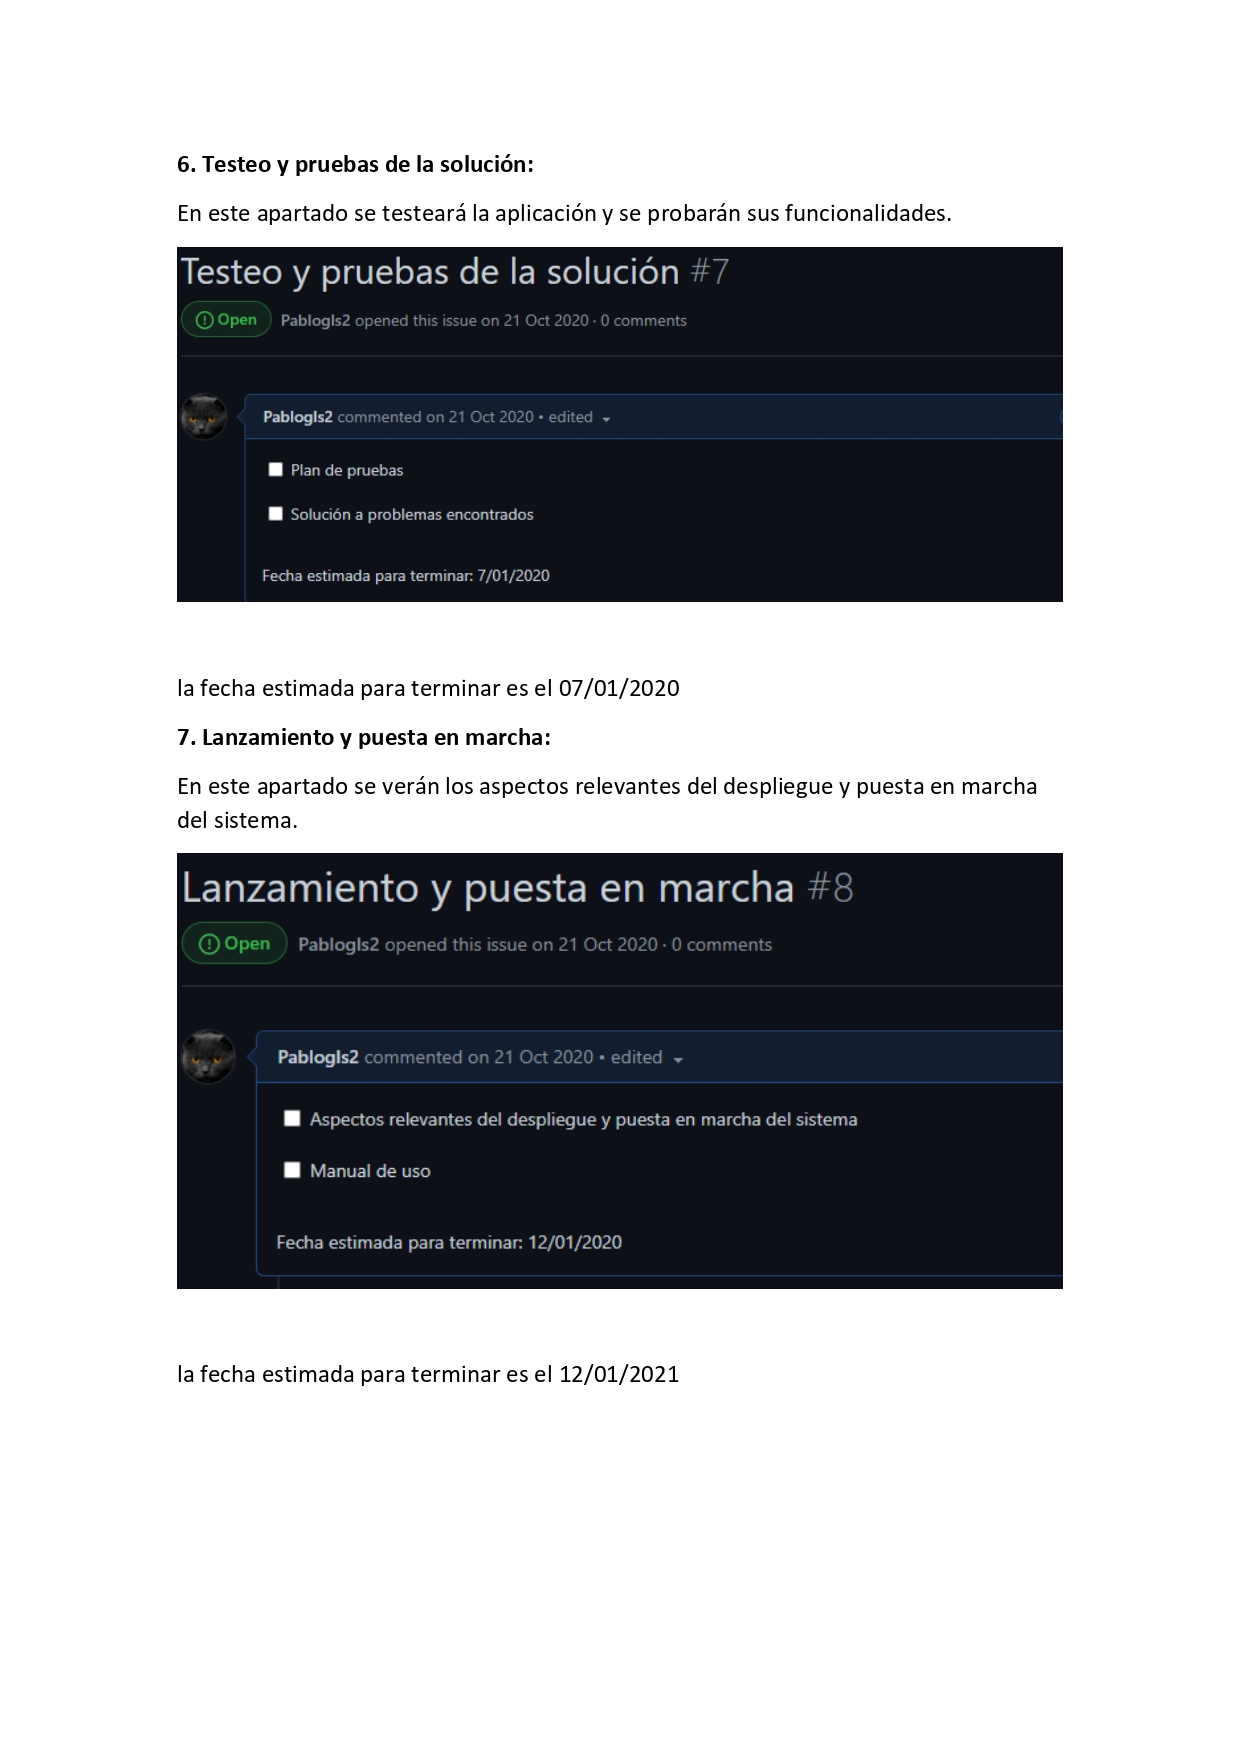 6. Testeo y pruebas de la solución:
En este apartado se testeará la aplicación y se probarán sus funcionalidades.
Testeo y pruebas de la solución #7
Open Pablogls2 opened this issue on 21 Oct 2020 · 0 comments
Pablogls2 commented on 21 Oct 2020 • edited
Plan de pruebas
Solución a problemas encontrados
Fecha estimada para terminar: 7/01/2020
la fecha estimada para terminar es el 07/01/2020
7. Lanzamiento y puesta en marcha:
En este apartado se verán los aspectos relevantes del despliegue y puesta en marcha
del sistema.
Lanzamiento y puesta en marcha #8
Open Pablogls2 opened this issue on 21 Oct 2020 · 0 comments
Pablogls2 commented on 21 Oct 2020 • edited
Aspectos relevantes del despliegue y puesta en marcha del sistema
Manual de uso
Fecha estimada para terminar: 12/01/2020
la fecha estimada para terminar es el 12/01/2021